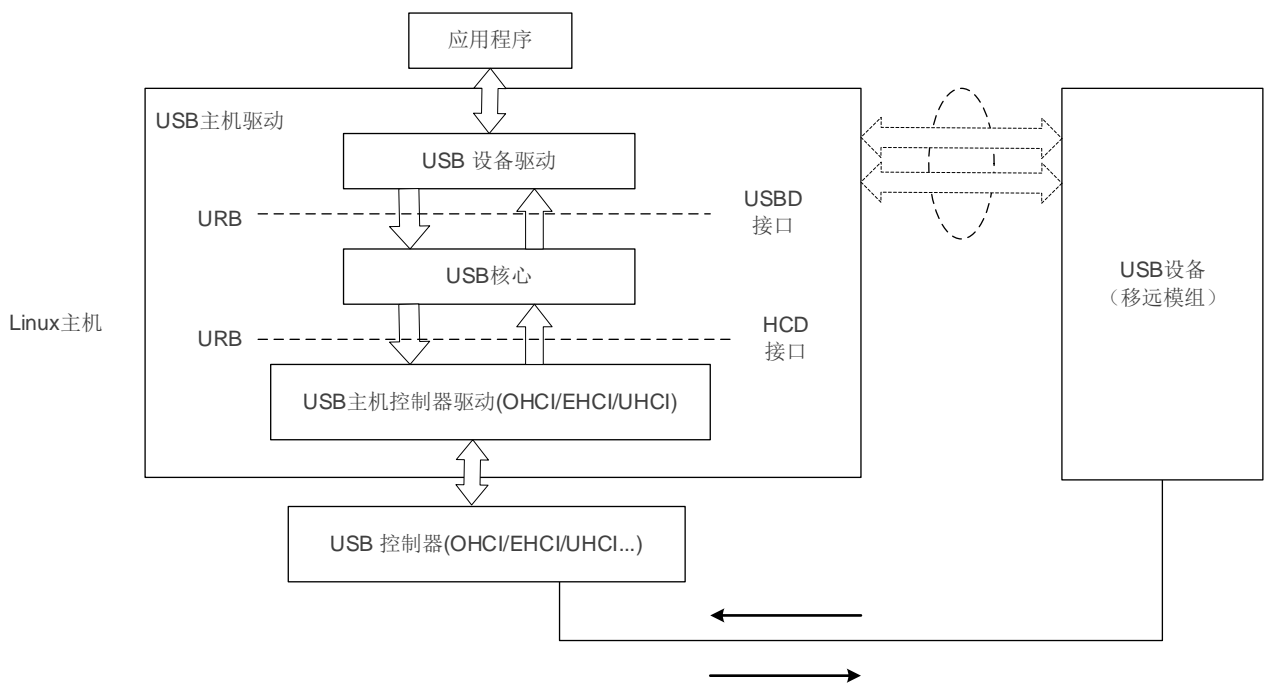 应用程序
USB主机驱动
USB 设备驱动
URB
USBD
接口
USB核心
USB设备
（移远模组）
Linux主机
URB
HCD
接口
USB主机控制器驱动(OHCI/EHCI/UHCI)
USB 控制器(OHCI/EHCI/UHCI...)